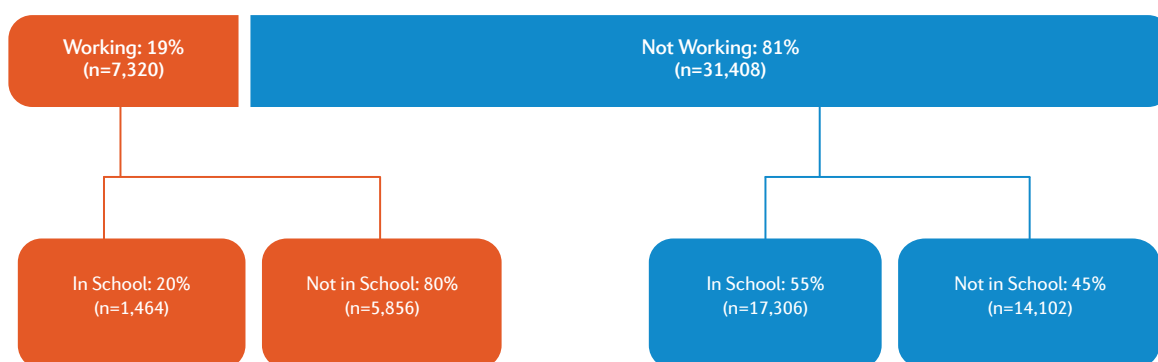 Working: 19%
(n=7,320)
Not Working: 81%
(n=31,408)
In School: 20%
(n=1,464)
Not in School: 80%
(n=5,856)
In School: 55%
(n=17,306)
Not in School: 45%
(n=14,102)